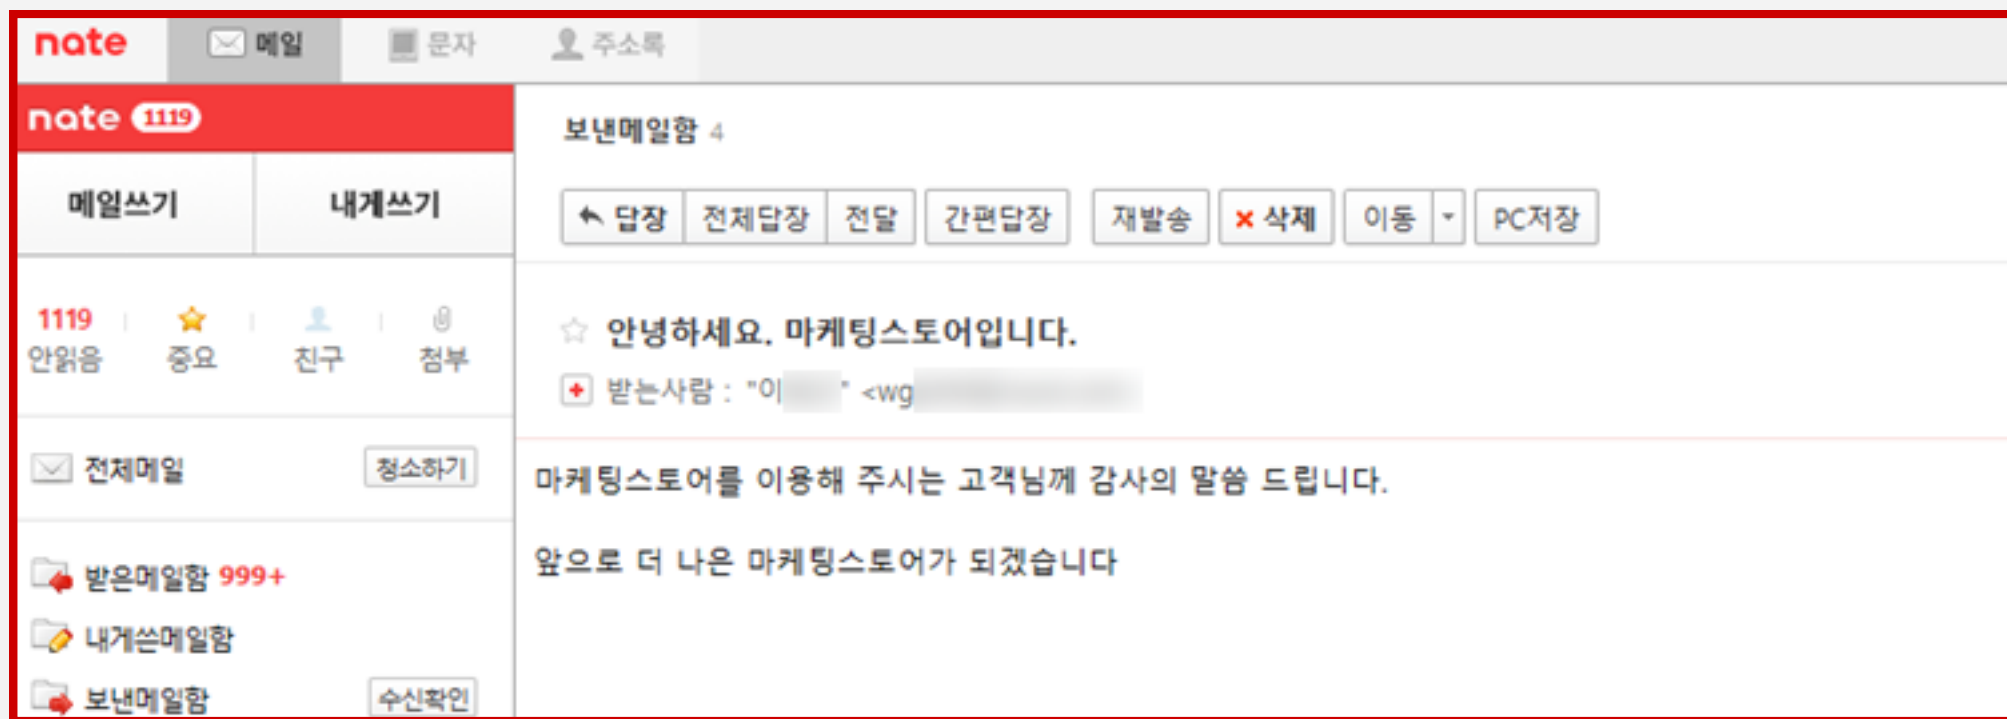 nate 메일 문자 주소록
nate 1119
메일쓰기 내게쓰기
1119
안읽음 중요 친구 첨부
전체메일 청소하기
받은메일함 999+
내게쓴메일함
보낸메일함 수신확인
보낸메일함 4
답장 전체답장 전달 간편답장 재발송 삭제 이동 PC저장
안녕하세요. 마케팅스토어입니다.
받는사람 : "이 " <wg
마케팅스토어를 이용해 주시는 고객님께 감사의 말씀 드립니다.
앞으로 더 나은 마케팅스토어가 되겠습니다